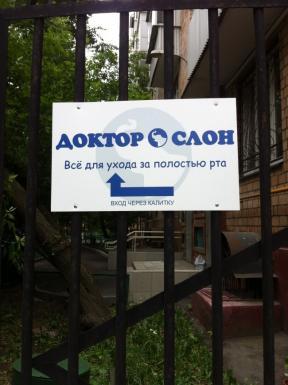 ДОКТОР СЛОН
Всё для ухода за полостью рта
ВХОД ЧЕРЕЗ КАЛИТКУ